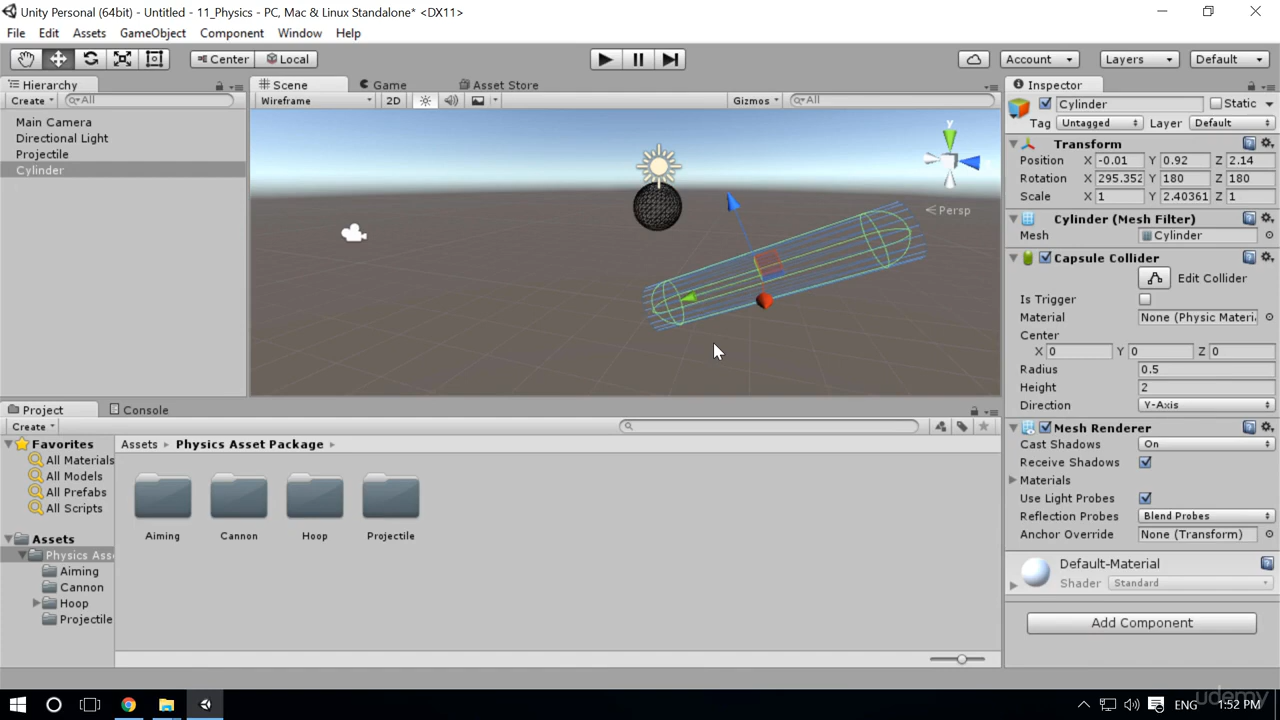 Unity Personal (64bit) - Untitled - 11_Physics - PC, Mac & Linux Standalone* <DX11>
File Edit Assets GameObject Component Window Help
Center Local Account Layers Default
Hierarchy
Create All
Main Camera
Directional Light
Projectile
Cylinder
Scene Game Asset Store
Wireframe 2D Gizmos All
y
Persp
Inspector
Cylinder Static
Tag Untagged Layer Default
Transform
Position X -0.01 Y 0.92 Z 2.14
Rotation X 295.352 Y 180 Z 180
Scale X 1 Y 2.40361 Z 1
Cylinder (Mesh Filter)
Mesh Cylinder
Capsule Collider
Edit Collider
Is Trigger
Material None (Physic Materi
Center
X 0 Y 0 Z 0
Radius 0.5
Height 2
Direction Y-Axis
Mesh Renderer
Cast Shadows On
Receive Shadows
Materials
Use Light Probes
Reflection Probes Blend Probes
Anchor Override None (Transform)
Default-Material
Shader Standard
Add Component
Project Console
Create
Favorites
All Materials
All Models
All Prefabs
All Scripts
Assets
Physics Ass
Aiming
Cannon
Hoop
Projectile
Assets Physics Asset Package
Aiming Cannon Hoop Projectile
ENG 1:52 PM
udemy